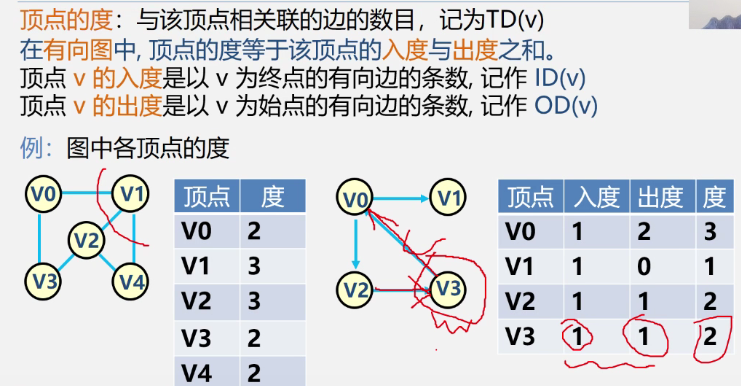 顶点的度：与该顶点相关联的边的数目，记为TD(v)
在有向图中, 顶点的度等于该顶点的入度与出度之和。
顶点 v 的入度是以 v 为终点的有向边的条数, 记作 ID(v)
顶点 v 的出度是以 v 为始点的有向边的条数, 记作 OD(v)
例：图中各顶点的度
V0 V1
V2
V3 V4
顶点 度
V0 2
V1 3
V2 3
V3 2
V4 2
V0 V1
V2 V3
顶点 入度 出度 度
V0 1 2 3
V1 1 0 1
V2 1 1 2
V3 1 1 2